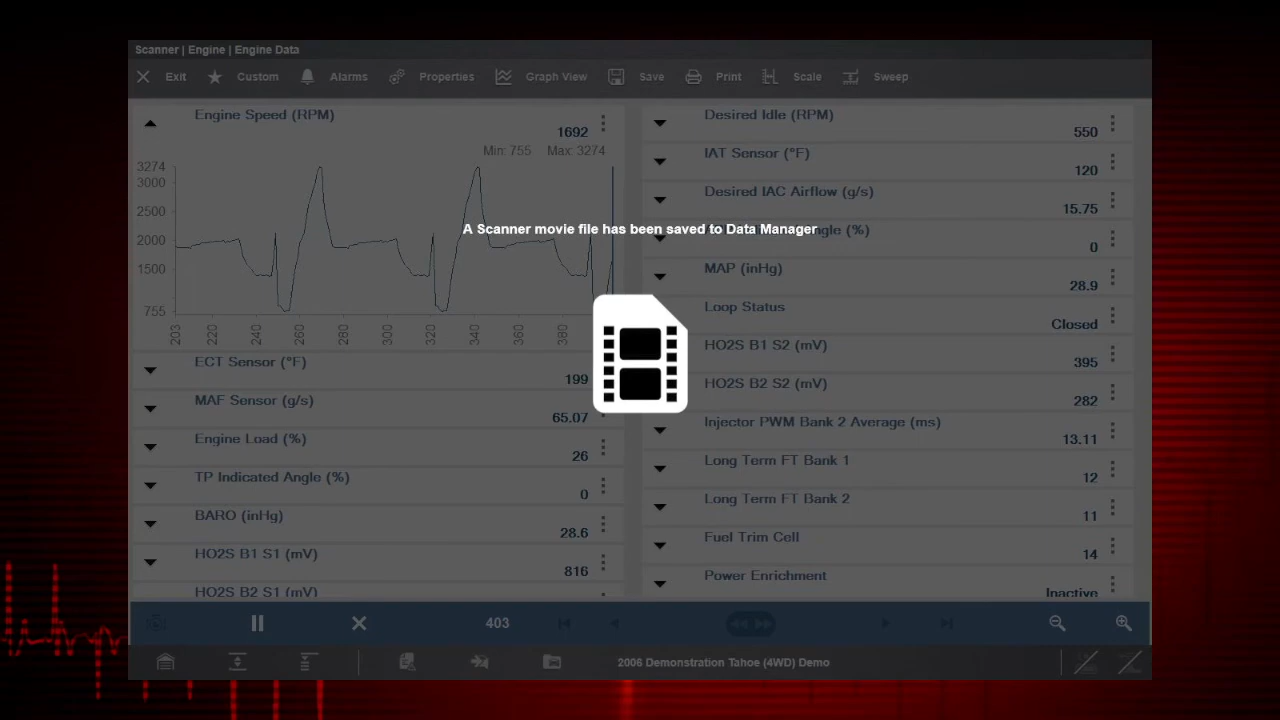 Scanner | Engine | Engine Data
Exit Custom Alarms Properties Graph View Save Print Scale Sweep
Engine Speed (RPM)
1692
Min: 755 Max: 3274
3274
3000
2500
2000
1500
755
203 220 240 260 280 300 320 340 360 380
ECT Sensor (°F)
199
MAF Sensor (g/s)
65.07
Engine Load (%)
26
TP Indicated Angle (%)
0
BARO (inHg)
28.6
HO2S B1 S1 (mV)
816
HO2S B2 S1 (mV)
Desired Idle (RPM)
550
IAT Sensor (°F)
120
Desired IAC Airflow (g/s)
15.75
A Scanner movie file has been saved to Data Manager
ngle (%)
0
MAP (inHg)
28.9
Loop Status
Closed
HO2S B1 S2 (mV)
395
HO2S B2 S2 (mV)
282
Injector PWM Bank 2 Average (ms)
13.11
Long Term FT Bank 1
12
Long Term FT Bank 2
11
Fuel Trim Cell
14
Power Enrichment
Inactive
403
2006 Demonstration Tahoe (4WD) Demo